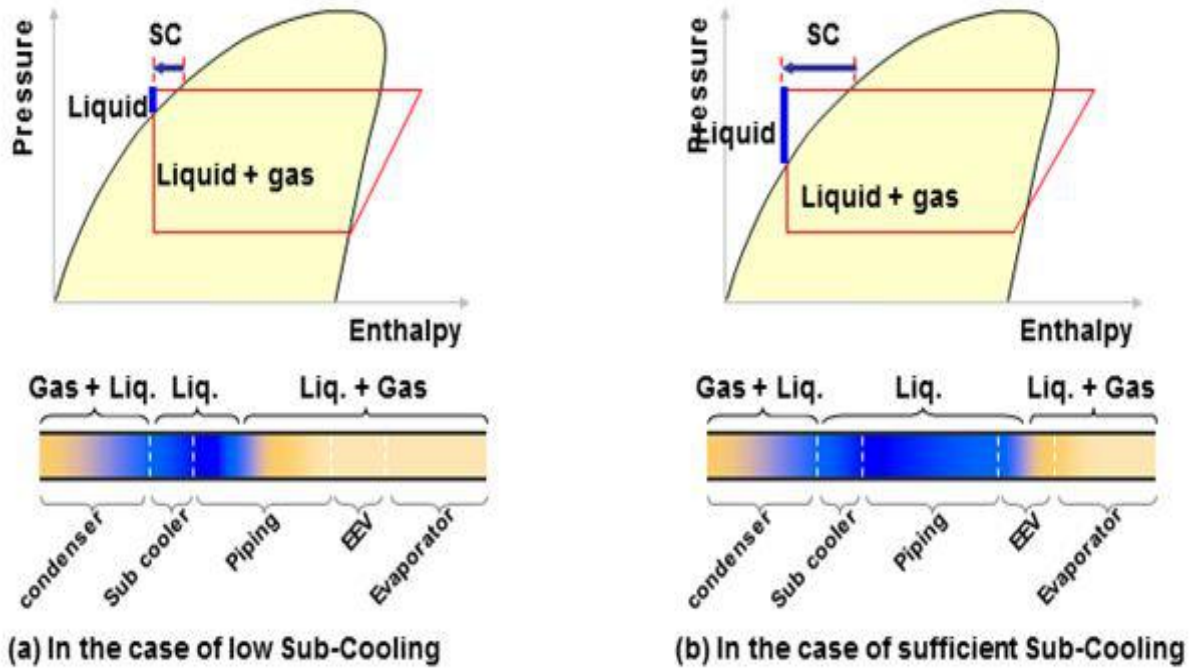 Pressure
SC
Liquid
Liquid + gas
Enthalpy
Gas + Liq.
Liq.
Liq. + Gas
condenser
Sub cooler
Piping
EEV
Evaporator
(a) In the case of low Sub-Cooling
Pressure
SC
Liquid
Liquid + gas
Enthalpy
Gas + Liq.
Liq.
Liq. + Gas
condenser
Sub cooler
Piping
EEV
Evaporator
(b) In the case of sufficient Sub-Cooling